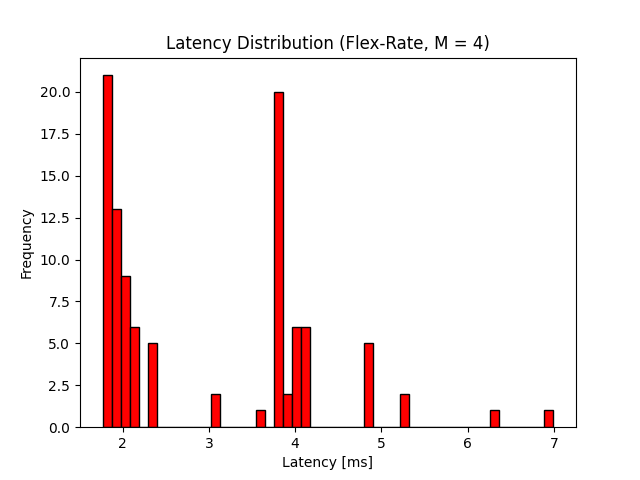 Latency Distribution (Flex-Rate, M = 4)
20.0
17.5
15.0
12.5
10.0
7.5
5.0
2.5
0.0
Frequency
2 3 4 5 6 7
Latency [ms]